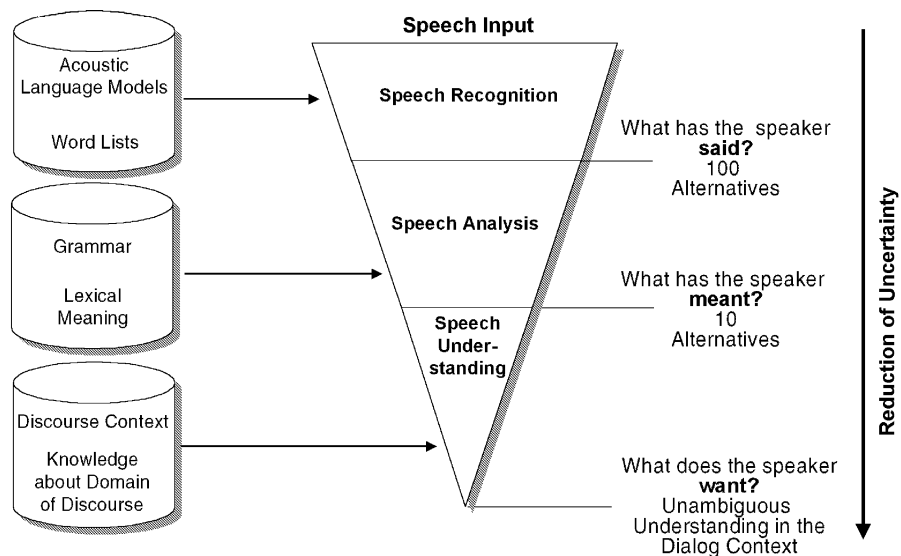 Speech Input
Acoustic
Language Models
Word Lists
Speech Recognition
What has the speaker
said?
100
Alternatives
Grammar
Lexical
Meaning
Speech Analysis
What has the speaker
meant?
10
Alternatives
Speech
Under-
standing
Discourse Context
Knowledge
about Domain
of Discourse
What does the speaker
want?
Unambiguous
Understanding in the
Dialog Context
Reduction of Uncertainty